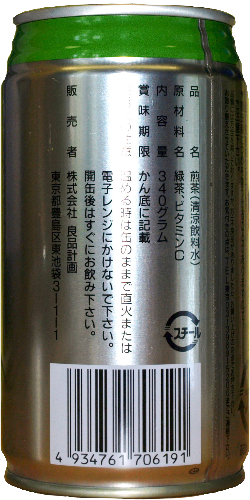 品　　名　煎茶(清涼飲料水)
原材料名　緑茶、ビタミンC
内 容 量　340グラム
賞味期限　かん底に記載
温める時は缶のままで直火または
電子レンジにかけないで下さい。
開缶後はすぐにお飲み下さい。
販 売 者　株式会社 良品計画
東京都豊島区東池袋3ー1ー1
スチール
4 934761 706191